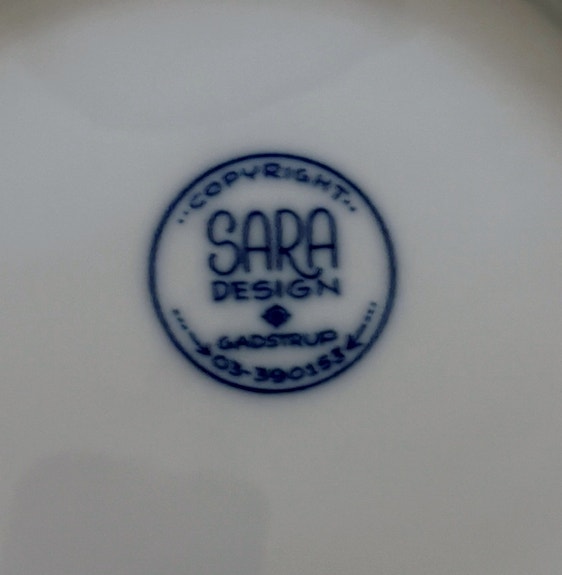 ··COPYRIGHT··
SARA
DESIGN
GADSTRUP
03-390153